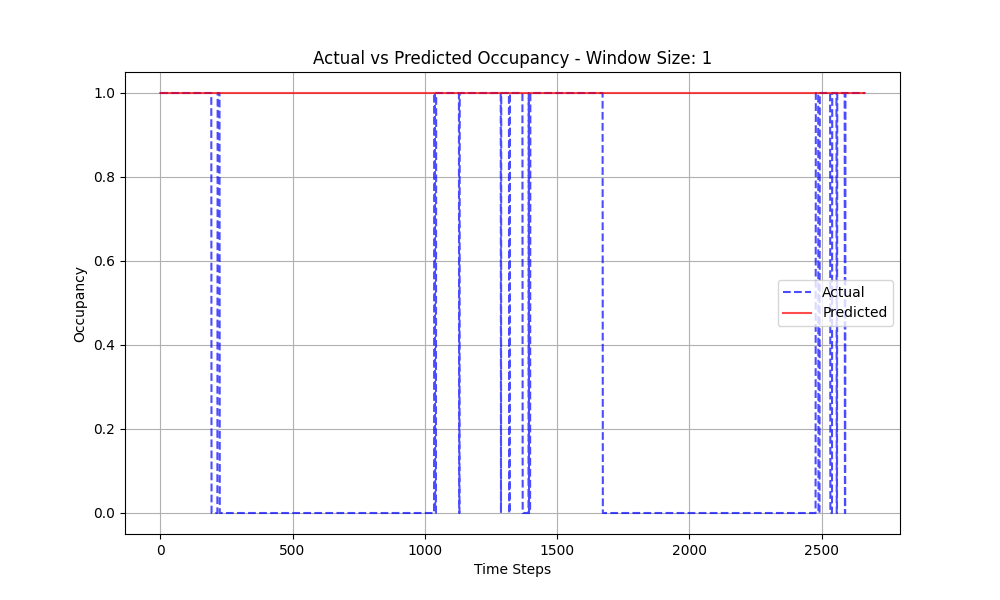 Actual vs Predicted Occupancy - Window Size: 1
1.0
0.8
0.6
0.4
0.2
0.0
Occupancy
Actual
Predicted
0 500 1000 1500 2000 2500
Time Steps